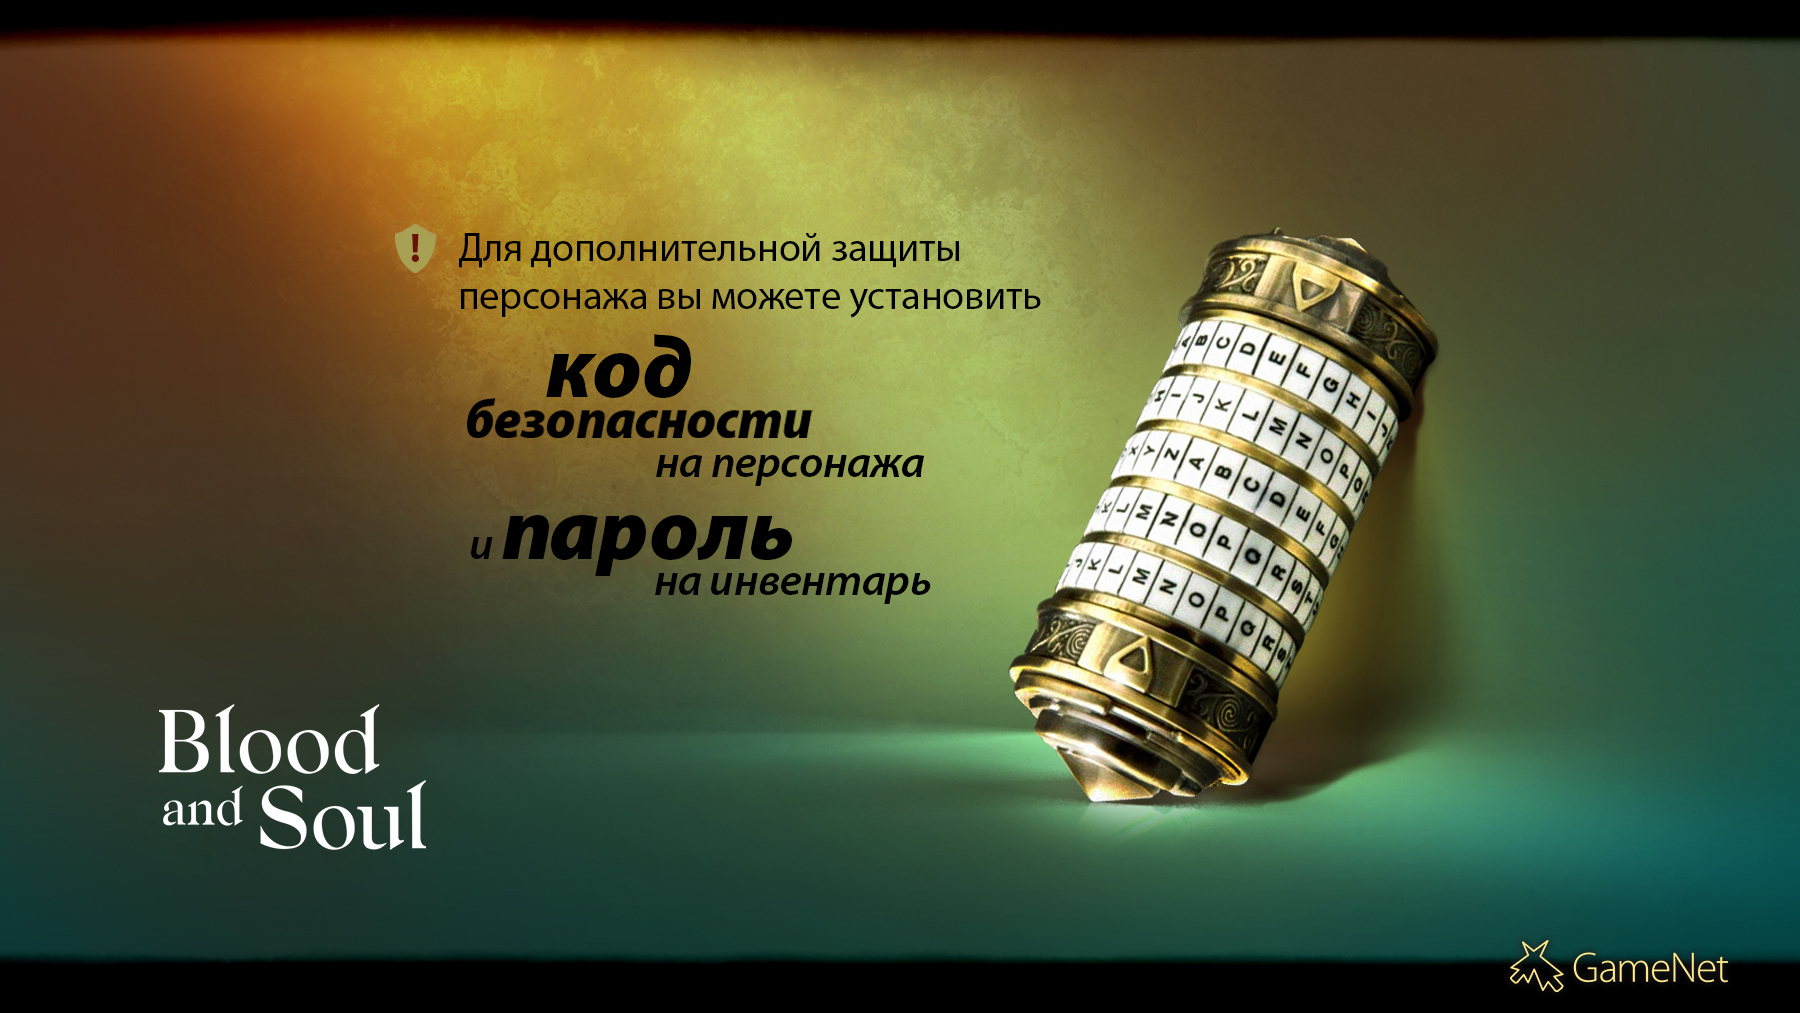 !
Для дополнительной защиты
персонажа вы можете установить
код
безопасности
на персонажа
и пароль
на инвентарь
A B C D E F G H I J
H I J K L M N O P Q
X Y Z A B C D E F G
K L M N O P Q R S T
J K L M N O P Q R S
Blood
and Soul
GameNet